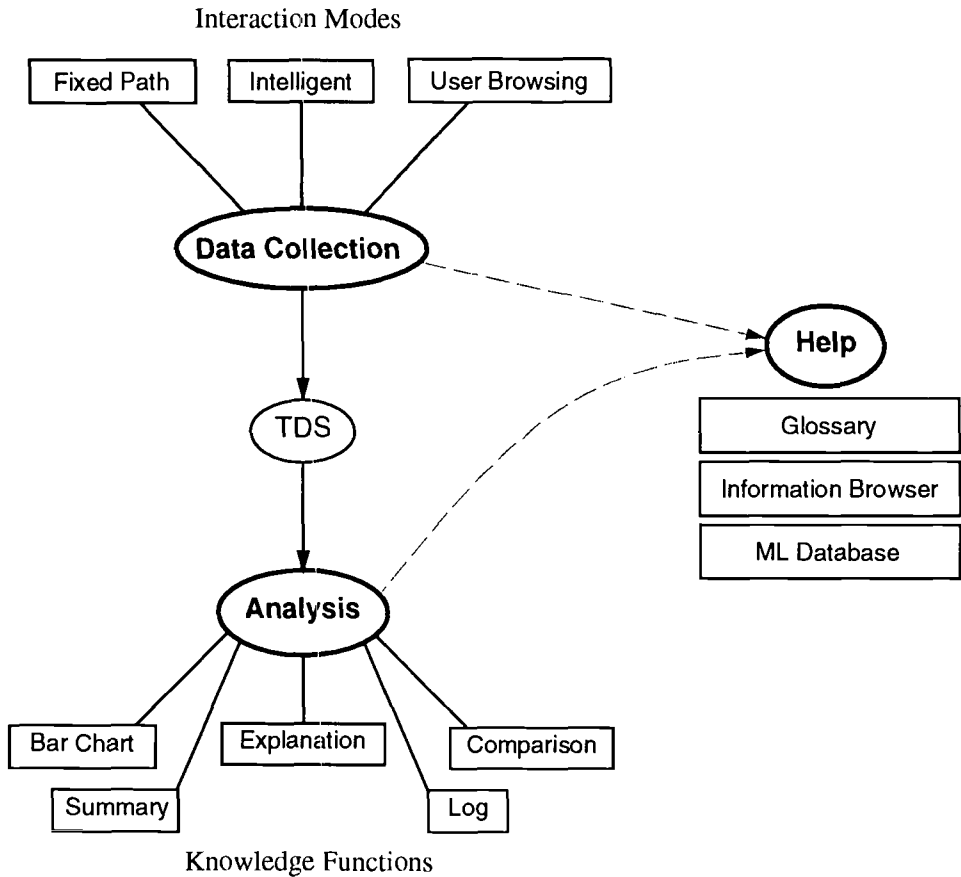 Interaction Modes
Fixed Path
Intelligent
User Browsing
Data Collection
Help
TDS
Glossary
Information Browser
ML Database
Analysis
Bar Chart
Explanation
Comparison
Summary
Log
Knowledge Functions